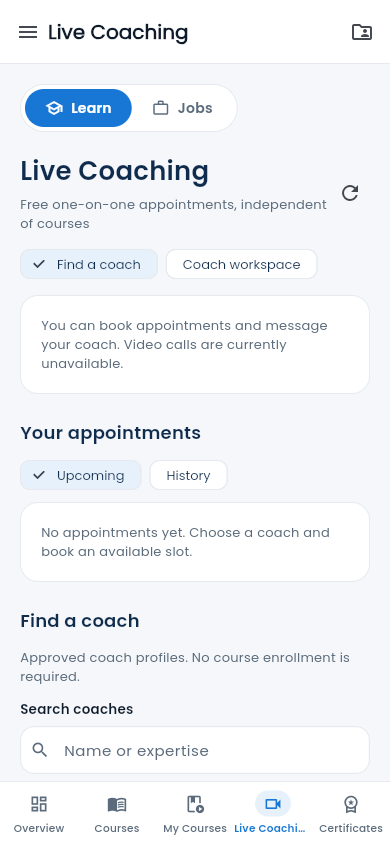 Live Coaching
Learn
Jobs
Live Coaching
Free one-on-one appointments, independent
of courses
Find a coach
Coach workspace
You can book appointments and message
your coach. Video calls are currently
unavailable.
Your appointments
Upcoming
History
No appointments yet. Choose a coach and
book an available slot.
Find a coach
Approved coach profiles. No course enrollment is
required.
Search coaches
Name or expertise
Overview
Courses
My Courses
Live Coachi...
Certificates